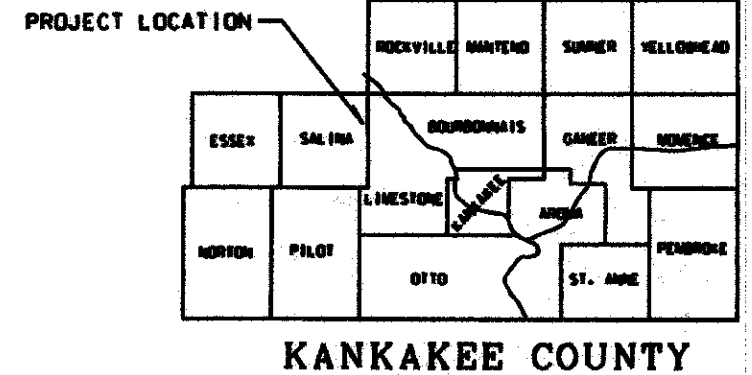 PROJECT LOCATION
ROCKVILLE MANTENO SUMNER YELLOWHEAD
ESSEX SALINA BOURBONNAIS GANEER MOMENCE
LIMESTONE KANKAKEE AROMA
NORTON PILOT OTTO ST. ANNE PEMBROKE
KANKAKEE COUNTY